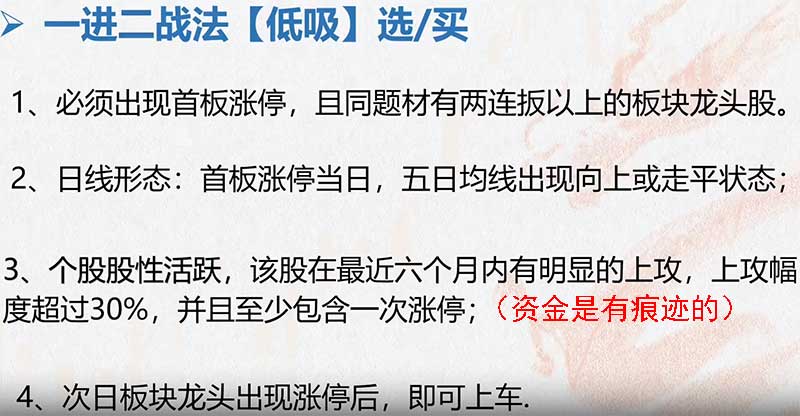 ➢ 一进二战法【低吸】选/买
1、必须出现首板涨停，且同题材有两连扳以上的板块龙头股。
2、日线形态：首板涨停当日，五日均线出现向上或走平状态；
3、个股股性活跃，该股在最近六个月内有明显的上攻，上攻幅
度超过30%，并且至少包含一次涨停；（资金是有痕迹的）
4、次日板块龙头出现涨停后，即可上车.